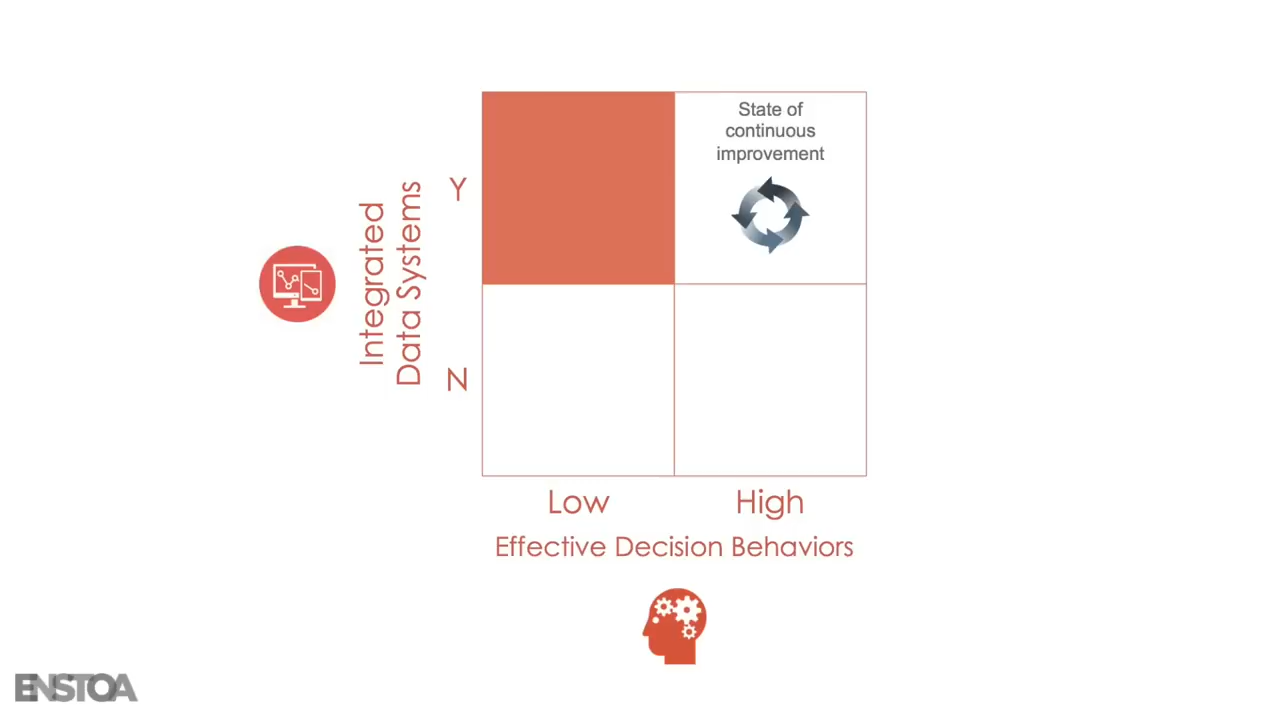 State of
continuous
improvement
Y
Integrated
Data Systems
N
Low
High
Effective Decision Behaviors
ENSTOA